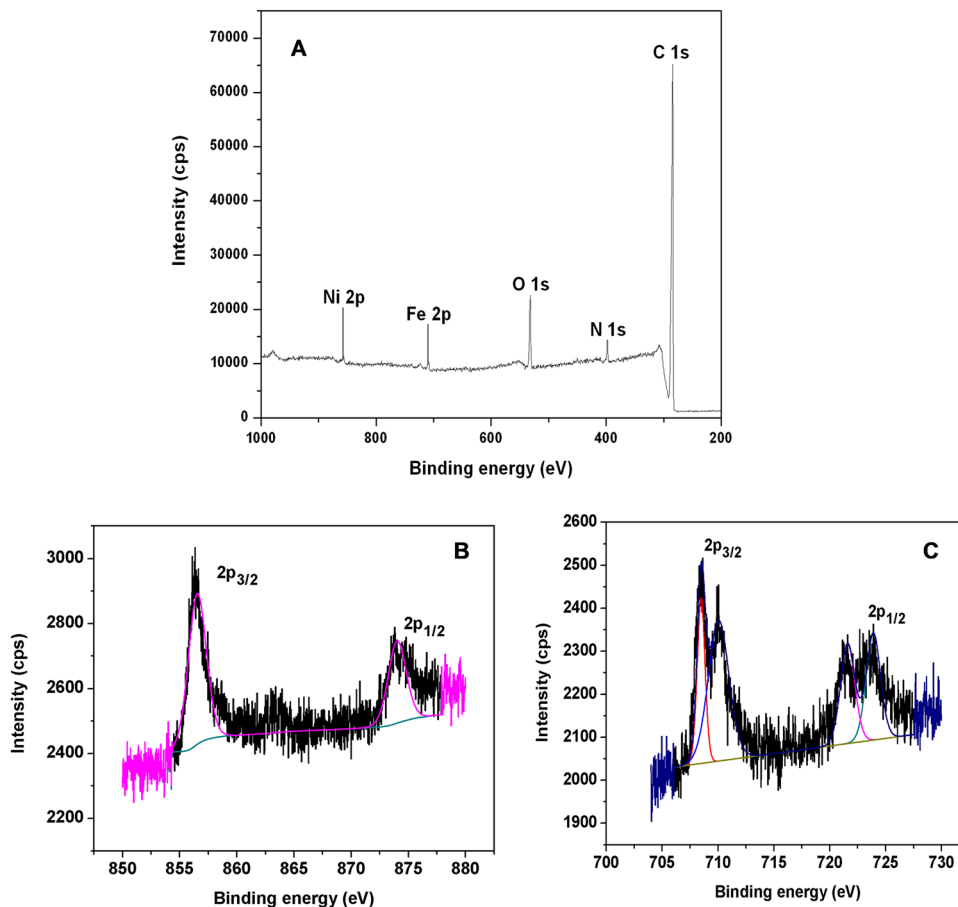 A
C 1s
70000
60000
50000
40000
30000
20000
10000
0
Ni 2p
Fe 2p
O 1s
N 1s
Intensity (cps)
1000 800 600 400 200
Binding energy (eV)
B
3000
2800
2600
2400
2200
2p3/2
2p1/2
Intensity (cps)
850 855 860 865 870 875 880
Binding energy (eV)
C
2600
2500
2400
2300
2200
2100
2000
1900
2p3/2
2p1/2
Intensity (cps)
700 705 710 715 720 725 730
Binding energy (eV)